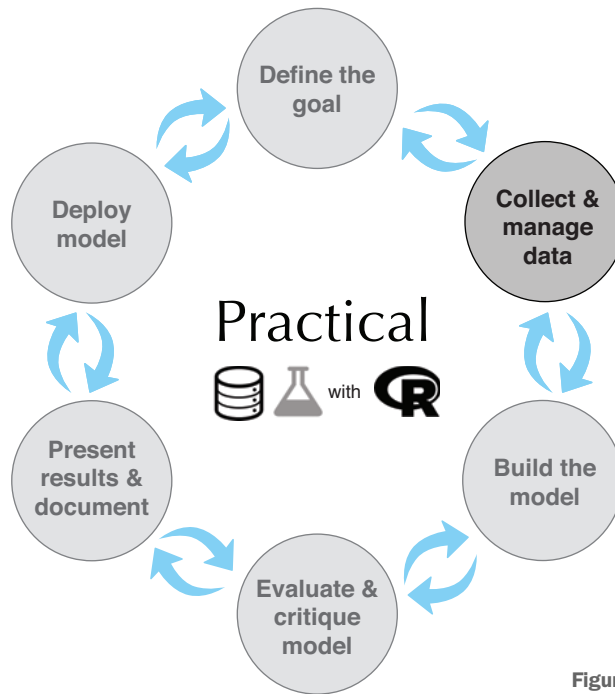 Define the
goal
Deploy
model
Collect &
manage
data
Practical
with R
Present
results &
document
Build the
model
Evaluate &
critique
model
Figur